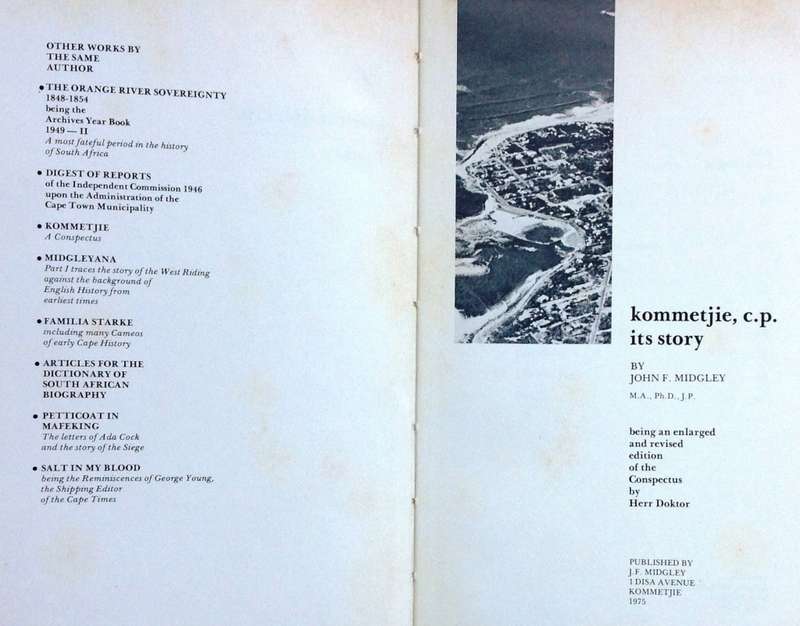 OTHER WORKS BY
THE SAME
AUTHOR
• THE ORANGE RIVER SOVEREIGNTY
1848-1854
being the
Archives Year Book
1949 — II
A most fateful period in the history
of South Africa
• DIGEST OF REPORTS
of the Independent Commission 1946
upon the Administration of the
Cape Town Municipality
• KOMMETJIE
A Conspectus
• MIDGLEYANA
Part I traces the story of the West Riding
against the background of
English History from
earliest times
• FAMILIA STARKE
including many Cameos
of early Cape History
• ARTICLES FOR THE
DICTIONARY OF
SOUTH AFRICAN
BIOGRAPHY
• PETTICOAT IN
MAFEKING
The letters of Ada Cock
and the story of the Siege
• SALT IN MY BLOOD
being the Reminiscences of George Young,
the Shipping Editor
of the Cape Times
kommetjie, c.p.
its story
BY
JOHN F. MIDGLEY
M.A., Ph.D., J.P.
being an enlarged
and revised
edition
of the
Conspectus
by
Herr Doktor
PUBLISHED BY
J.F. MIDGLEY
1 DISA AVENUE
KOMMETJIE
1975